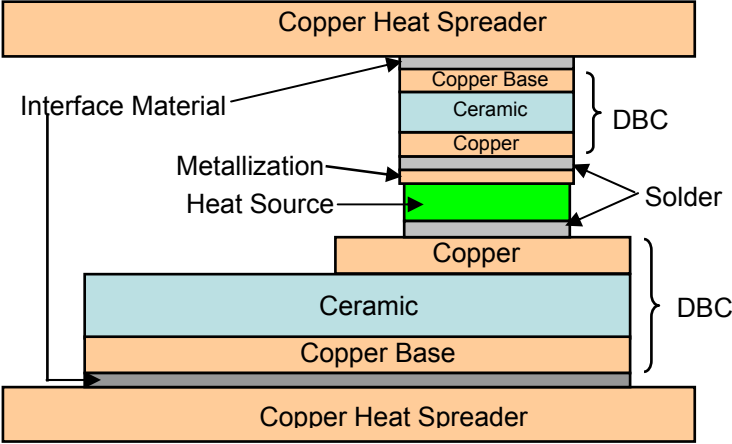 Copper Heat Spreader
Copper Base
Interface Material
Ceramic
DBC
Copper
Metallization
Heat Source
Solder
Copper
Ceramic
DBC
Copper Base
Copper Heat Spreader